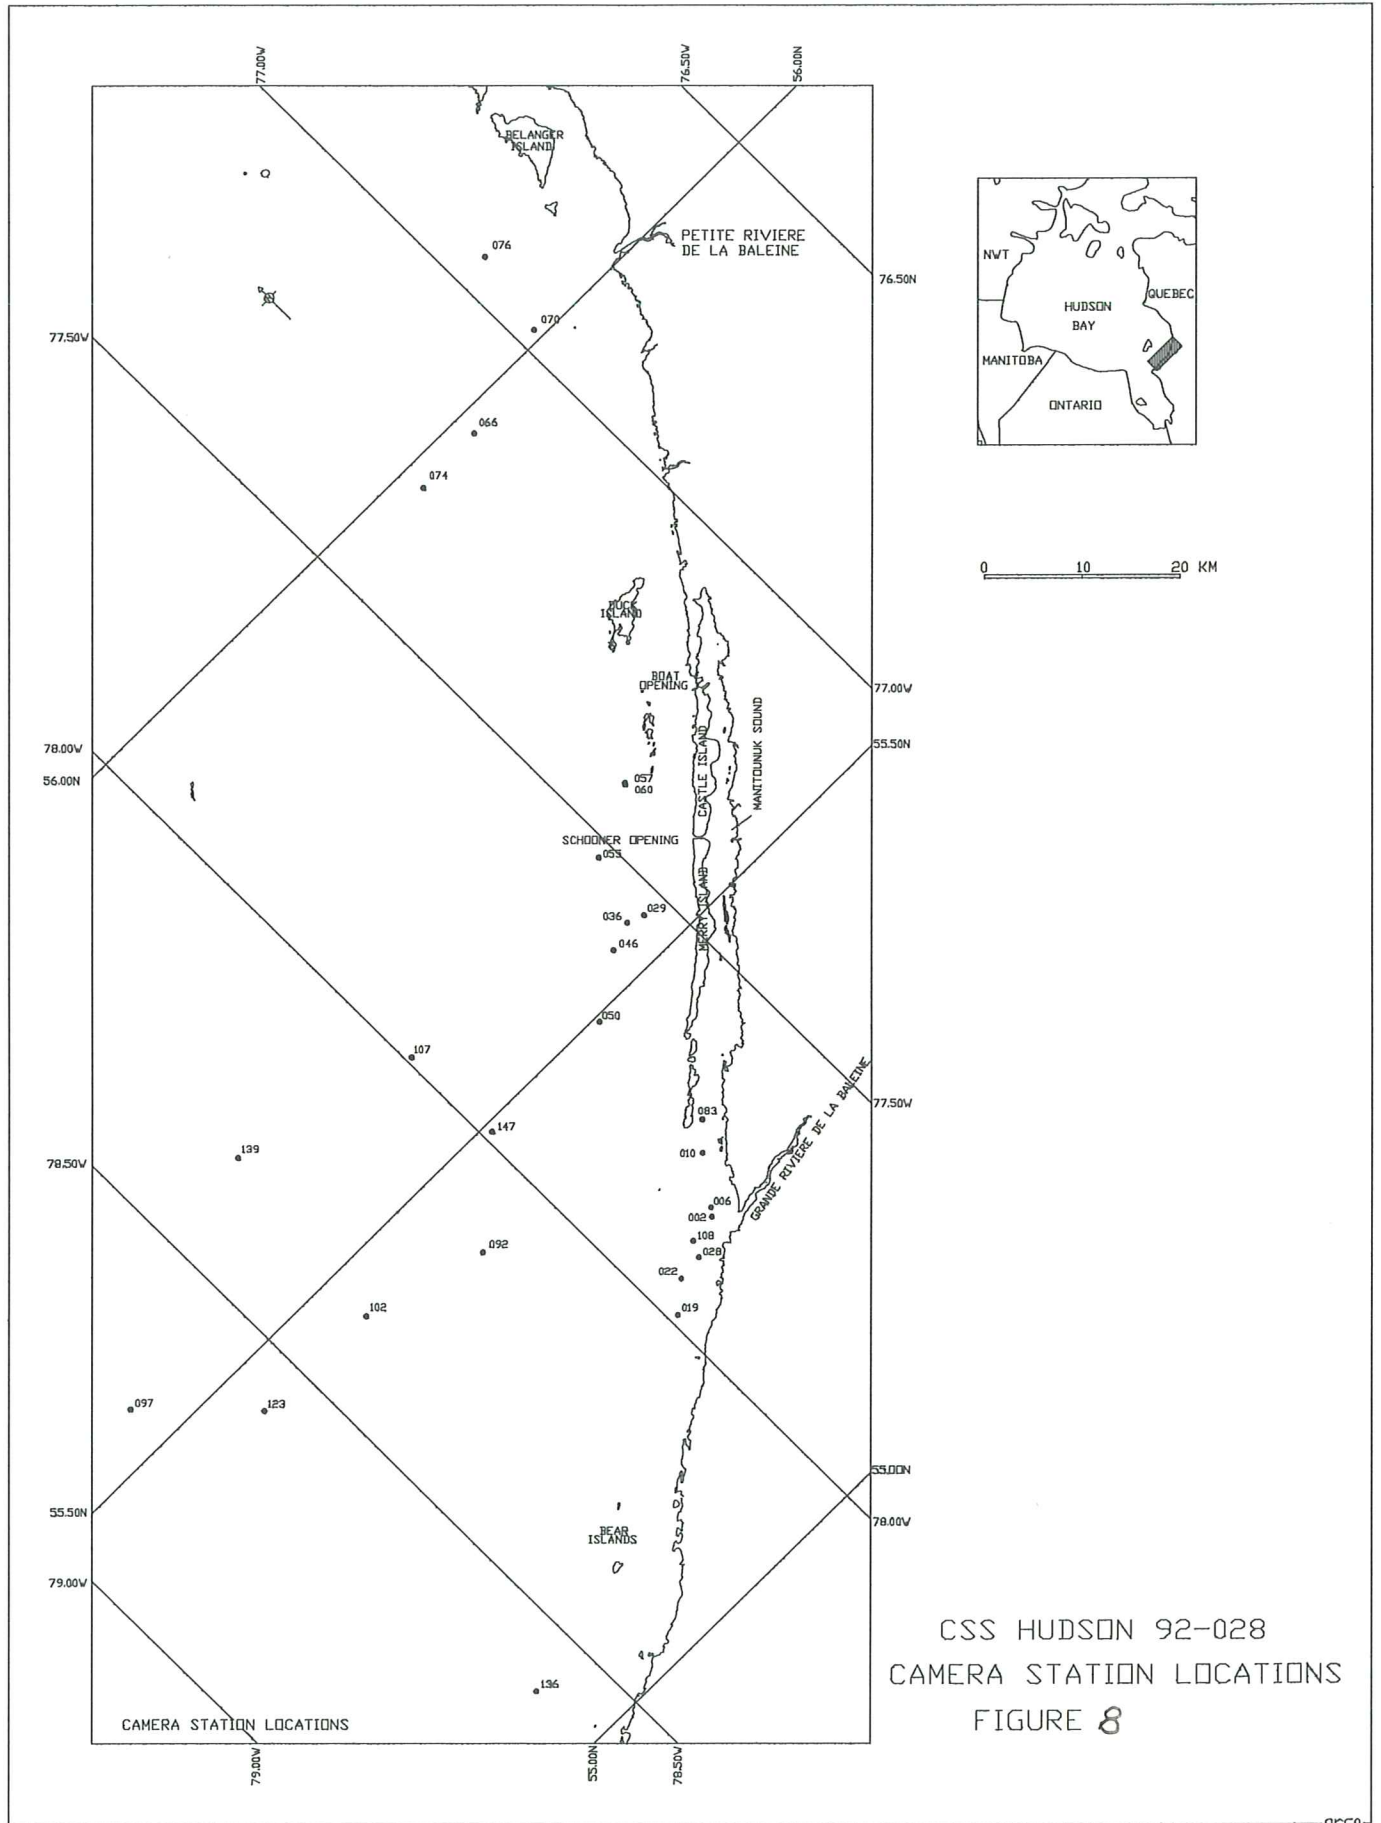 77.00W
76.50W
56.00N
BELANGER
ISLAND
PETITE RIVIERE
DE LA BALEINE
076
76.50N
070
77.50W
066
074
DUCK
ISLAND
BOAT
OPENING
77.00W
55.50N
78.00W
56.00N
CASTLE ISLAND
MANITOUNUK SOUND
057
060
SCHOONER OPENING
055
029
036
046
MERRY ISLAND
050
107
77.50W
083
147
139
010
78.50W
GRANDE RIVIERE DE LA BALEINE
006
002
108
028
092
022
019
102
097
123
55.00N
55.50N
78.00W
BEAR
ISLANDS
79.00W
136
CAMERA STATION LOCATIONS
79.00W
55.00N
78.50W
NWT
HUDSON
BAY
QUEBEC
MANITOBA
ONTARIO
0 10 20 KM
CSS HUDSON 92-028
CAMERA STATION LOCATIONS
FIGURE 8